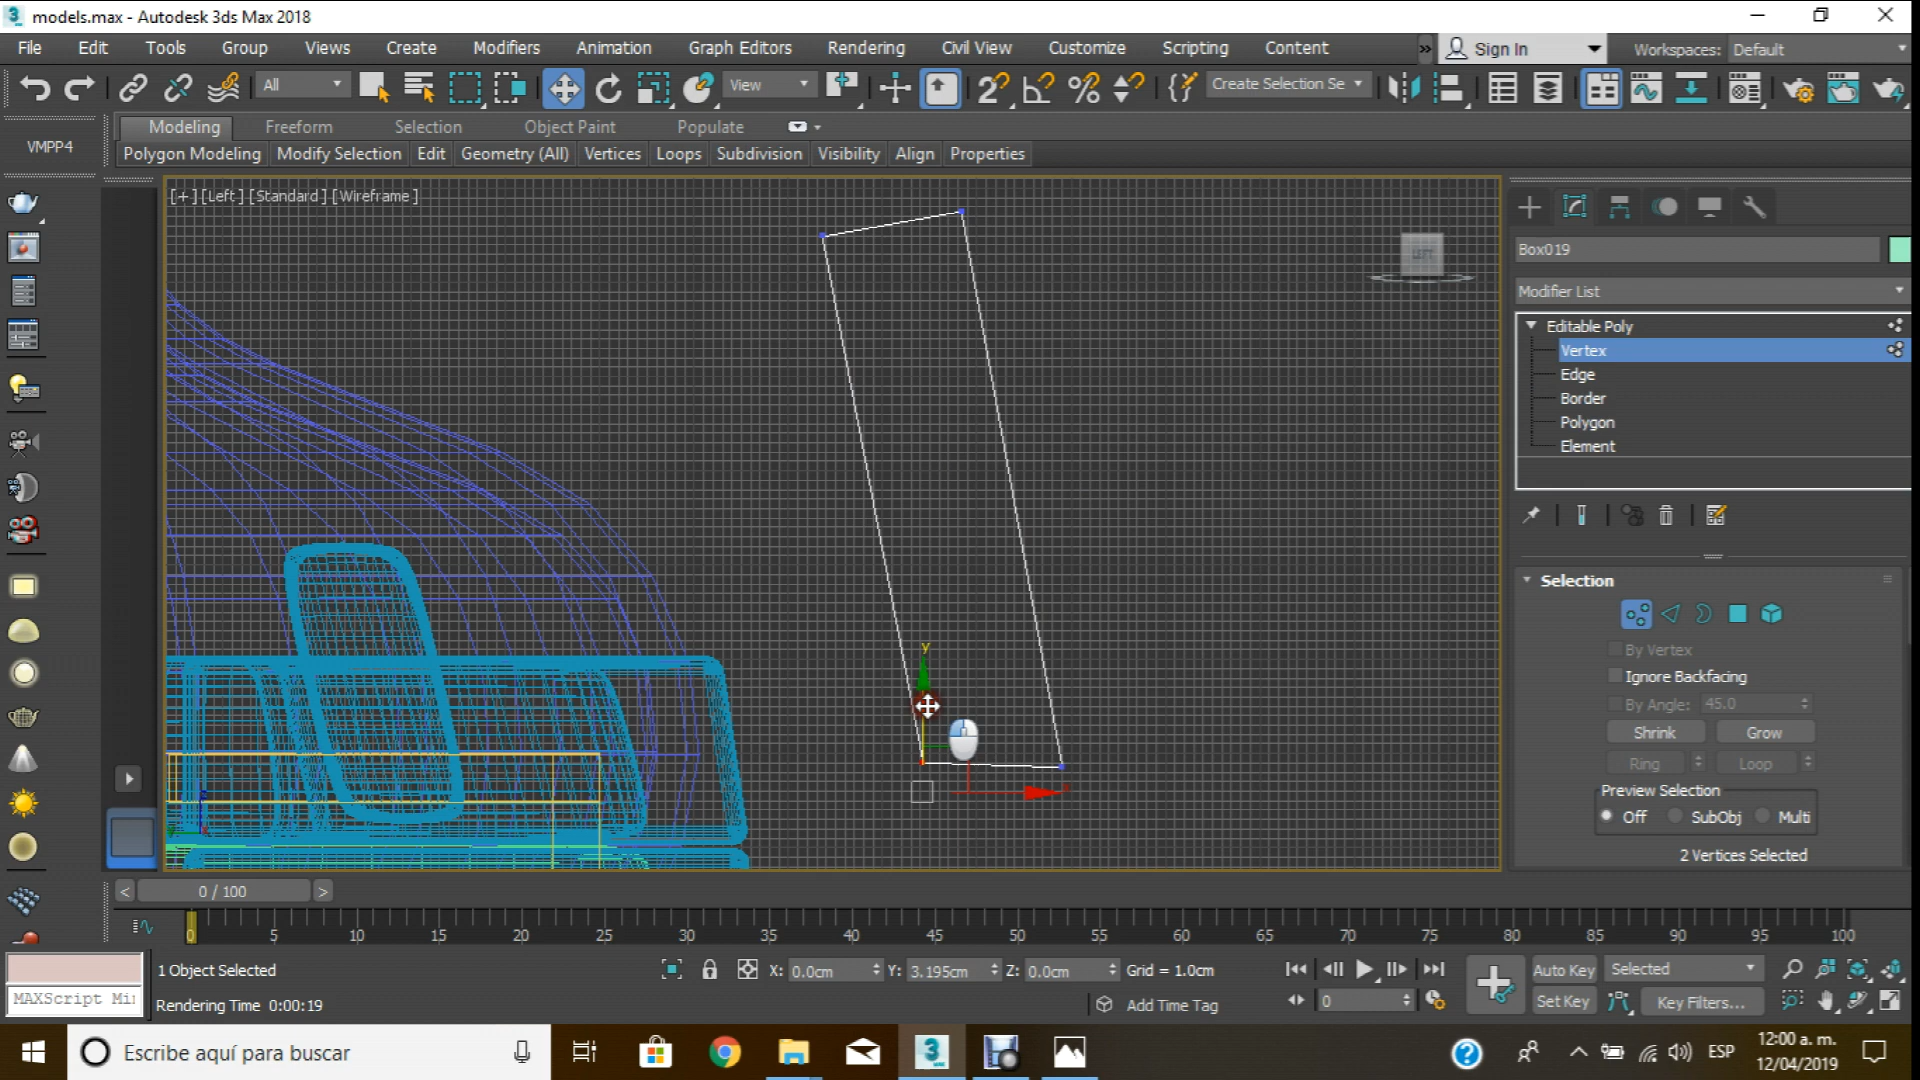 models.max - Autodesk 3ds Max 2018
File Edit Tools Group Views Create Modifiers Animation Graph Editors Rendering Civil View Customize Scripting Content » Sign In Workspaces: Default
All View Create Selection Se
VMPP4
Modeling Freeform Selection Object Paint Populate
Polygon Modeling Modify Selection Edit Geometry (All) Vertices Loops Subdivision Visibility Align Properties
[+] [Left] [Standard] [Wireframe]
LEFT
Box019
Modifier List
Editable Poly
Vertex
Edge
Border
Polygon
Element
Selection
By Vertex
Ignore Backfacing
By Angle: 45.0
Shrink Grow
Ring Loop
Preview Selection
Off SubObj Multi
2 Vertices Selected
y
x
< 0 / 100 >
0 5 10 15 20 25 30 35 40 45 50 55 60 65 70 75 80 85 90 95 100
1 Object Selected X: 0.0cm Y: 3.195cm Z: 0.0cm Grid = 1.0cm Auto Key Selected
MAXScript Mi
Rendering Time 0:00:19 Add Time Tag 0 Set Key Key Filters...
Escribe aquí para buscar
ESP
12:00 a. m.
12/04/2019